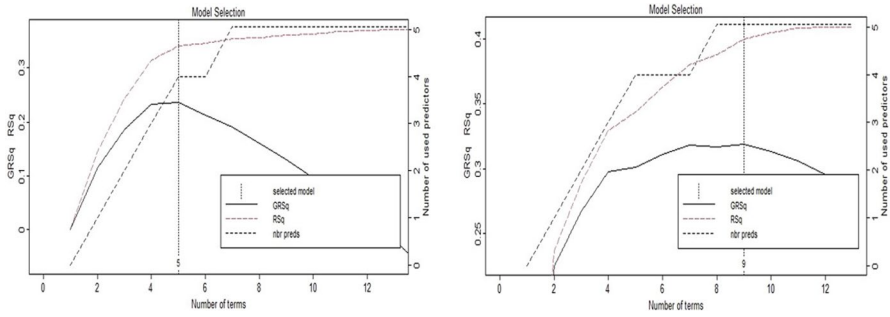 Model Selection
GRSq RSq
0.3
0.2
0.1
0
5
4
3
2
1
0
Number of used predictors
selected model
GRSq
RSq
nbr preds
5
0 2 4 6 8 10 12
Number of terms
Model Selection
GRSq RSq
0.4
0.35
0.3
0.25
5
4
3
2
1
0
Number of used predictors
selected model
GRSq
RSq
nbr preds
9
0 2 4 6 8 10 12
Number of terms